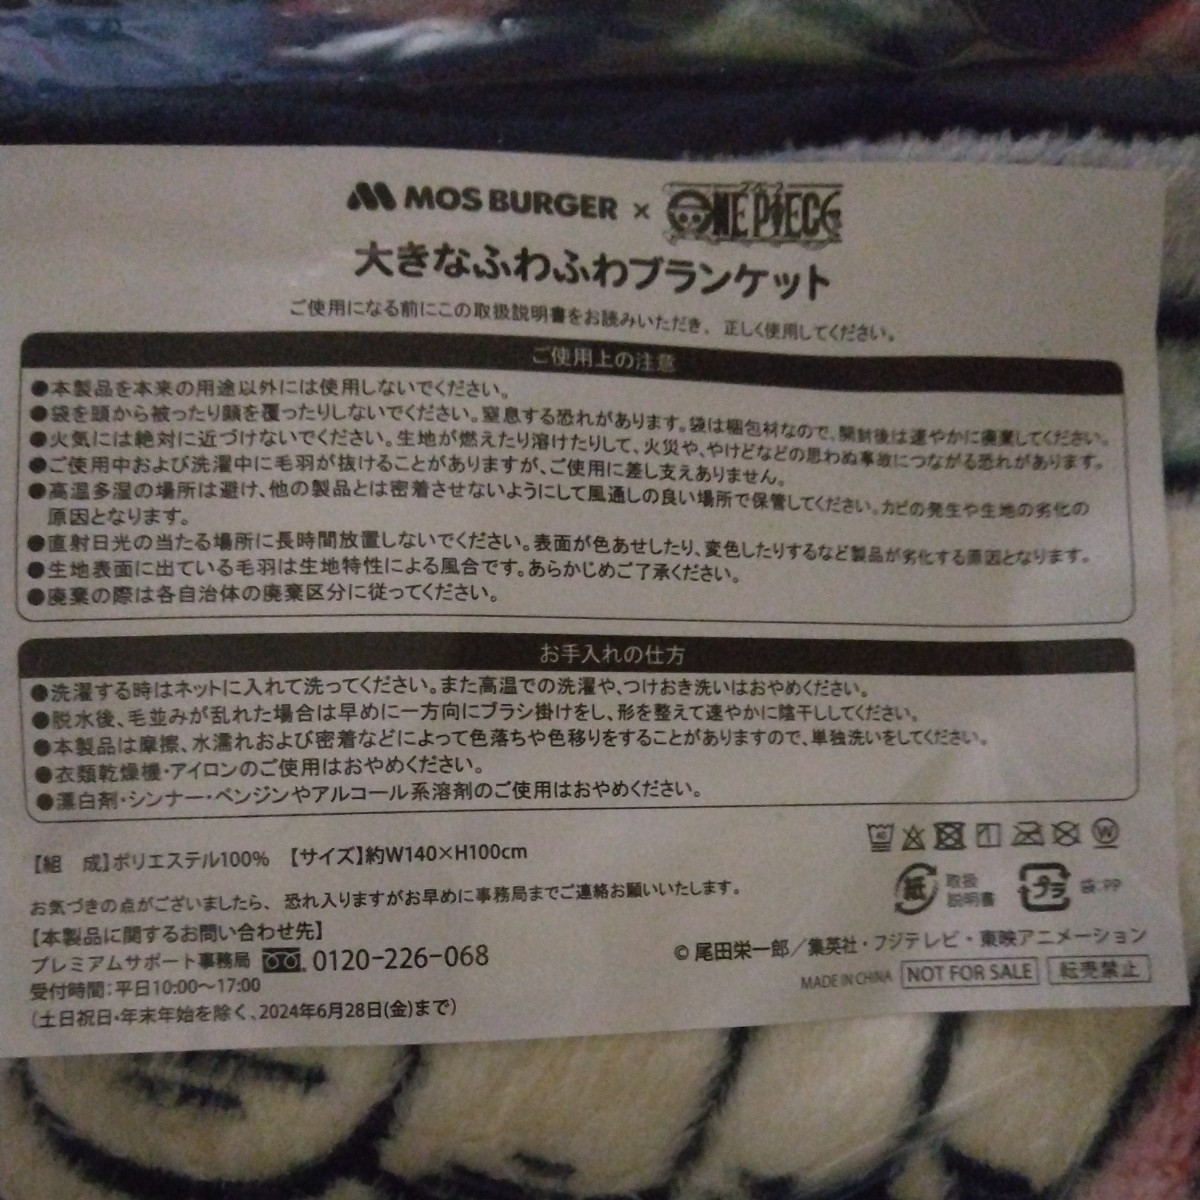 MOS BURGER × ONE PIECE
大きなふわふわブランケット
ご使用になる前にこの取扱説明書をお読みいただき、正しく使用してください。
ご使用上の注意
●本製品を本来の用途以外には使用しないでください。
●袋を頭から被ったり顔を覆ったりしないでください。窒息する恐れがあります。袋は梱包材なので、開封後は速やかに廃棄してください。
●火気には絶対に近づけないでください。生地が燃えたり溶けたりして、火災や、やけどなどの思わぬ事故につながる恐れがあります。
●ご使用中および洗濯中に毛羽が抜けることがありますが、ご使用に差し支えありません。
●高温多湿の場所は避け、他の製品とは密着させないようにして風通しの良い場所で保管してください。カビの発生や生地の劣化の
原因となります。
●直射日光の当たる場所に長時間放置しないでください。表面が色あせしたり、変色したりするなど製品が劣化する原因となります。
●生地表面に出ている毛羽は生地特性による風合です。あらかじめご了承ください。
●廃棄の際は各自治体の廃棄区分に従ってください。
お手入れの仕方
●洗濯する時はネットに入れて洗ってください。また高温での洗濯や、つけおき洗いはおやめください。
●脱水後、毛並みが乱れた場合は早めに一方向にブラシ掛けをし、形を整えて速やかに陰干ししてください。
●本製品は摩擦、水濡れおよび密着などによって色落ちや色移りをすることがありますので、単独洗いをしてください。
●衣類乾燥機・アイロンのご使用はおやめください。
●漂白剤・シンナー・ベンジンやアルコール系溶剤のご使用はおやめください。
【組　成】ポリエステル100%　【サイズ】約W140×H100cm
40 W
紙 取扱説明書 プラ 袋:PP
お気づきの点がございましたら、恐れ入りますがお早めに事務局までご連絡お願いいたします。
【本製品に関するお問い合わせ先】
プレミアムサポート事務局 0120-226-068
受付時間:平日10:00〜17:00
(土日祝日・年末年始を除く、2024年6月28日(金)まで)
© 尾田栄一郎／集英社・フジテレビ・東映アニメーション
MADE IN CHINA NOT FOR SALE 転売禁止